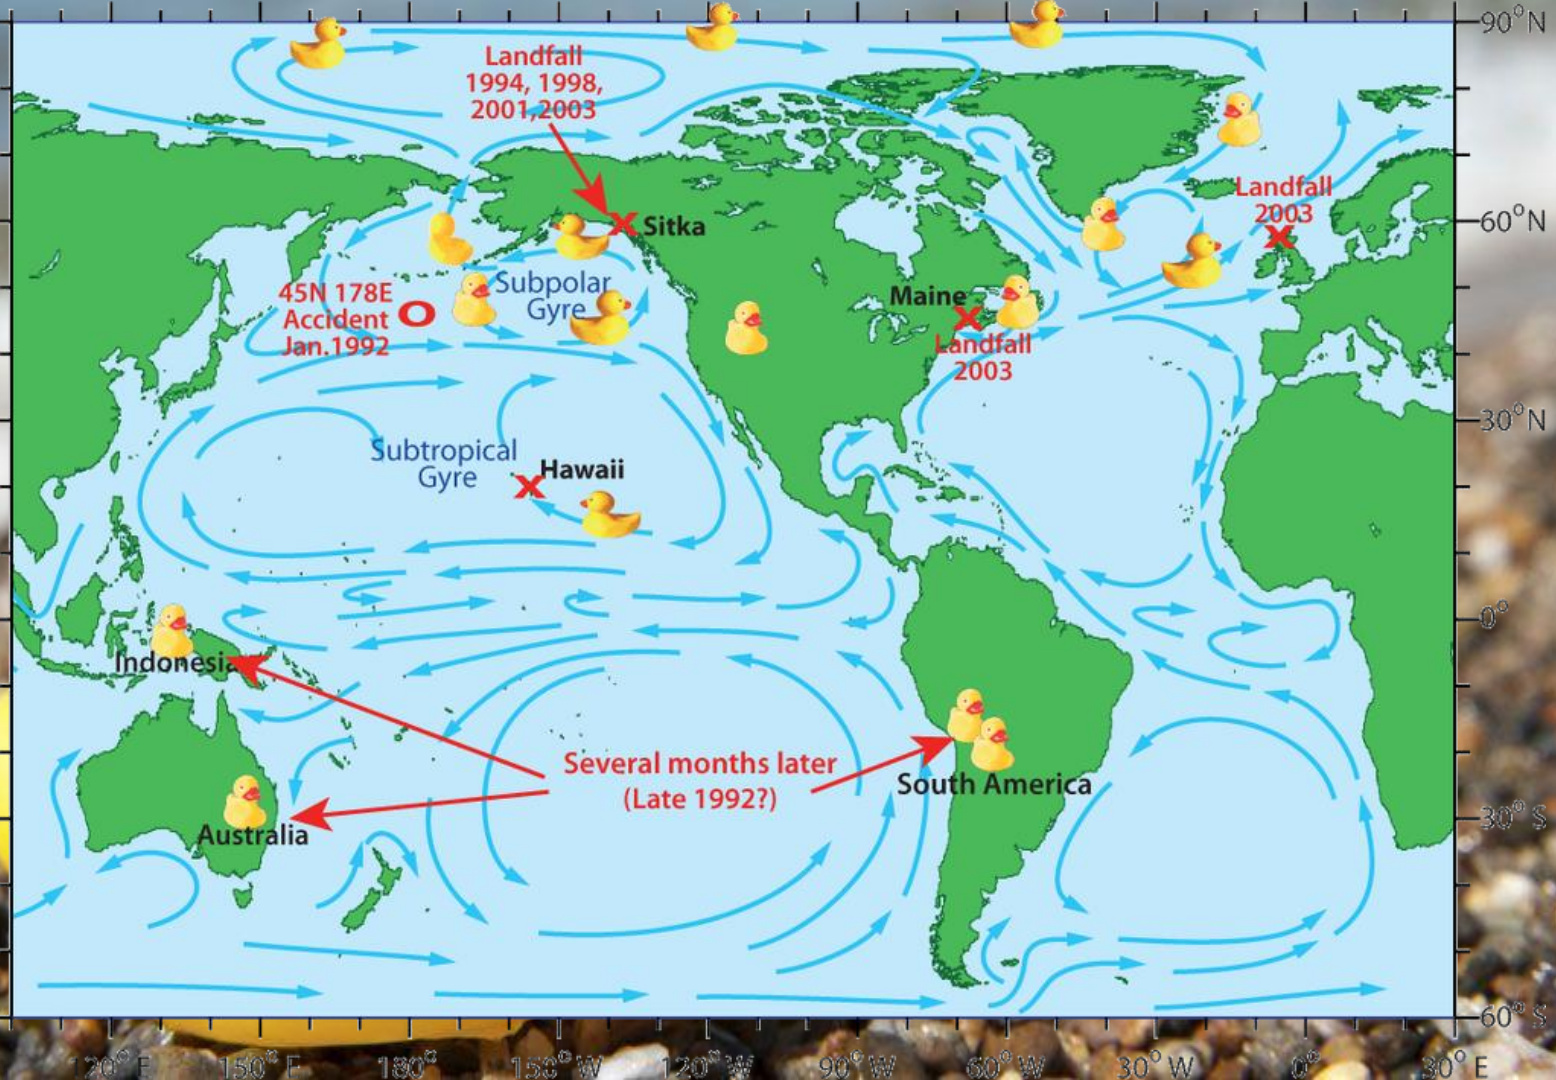 90°N
Landfall
1994, 1998,
2001,2003
Landfall
2003
60°N
Sitka
Subpolar
Gyre
45N 178E
Accident
Jan.1992
O
Maine
X
Landfall
2003
30°N
Subtropical
Gyre
Hawaii
X
0°
Indonesia
Several months later
(Late 1992?)
South America
Australia
30° S
60° S
120° E
150° E
180°
150° W
120° W
90° W
60° W
30° W
0°
30° E